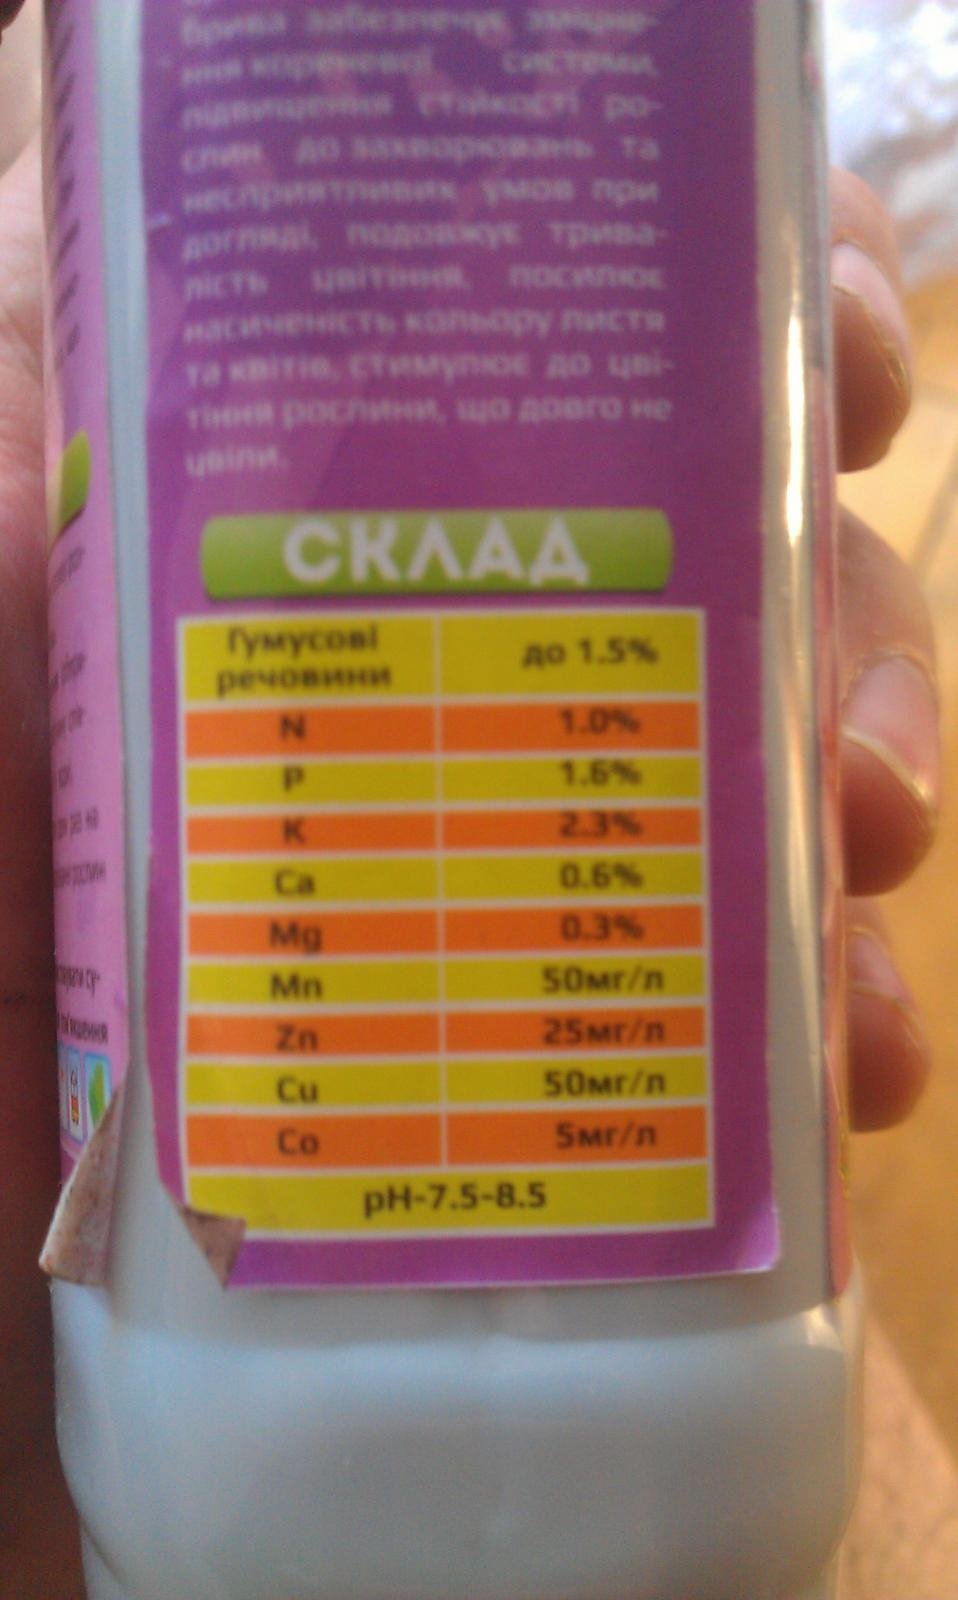 брива забезпечує зміцне-
ння кореневої системи,
підвищення стійкості ро-
слин до захворювань та
несприятливих умов при
догляді, подовжує трива-
лість цвітіння, посилює
насиченість кольору листя
та квітів, стимулює до цві-
тіння рослини, що довго не
цвіли.
СКЛАД
Гумусові речовини до 1.5%
N 1.0%
P 1.6%
K 2.3%
Ca 0.6%
Mg 0.3%
Mn 50мг/л
Zn 25мг/л
Cu 50мг/л
Co 5мг/л
pH-7.5-8.5